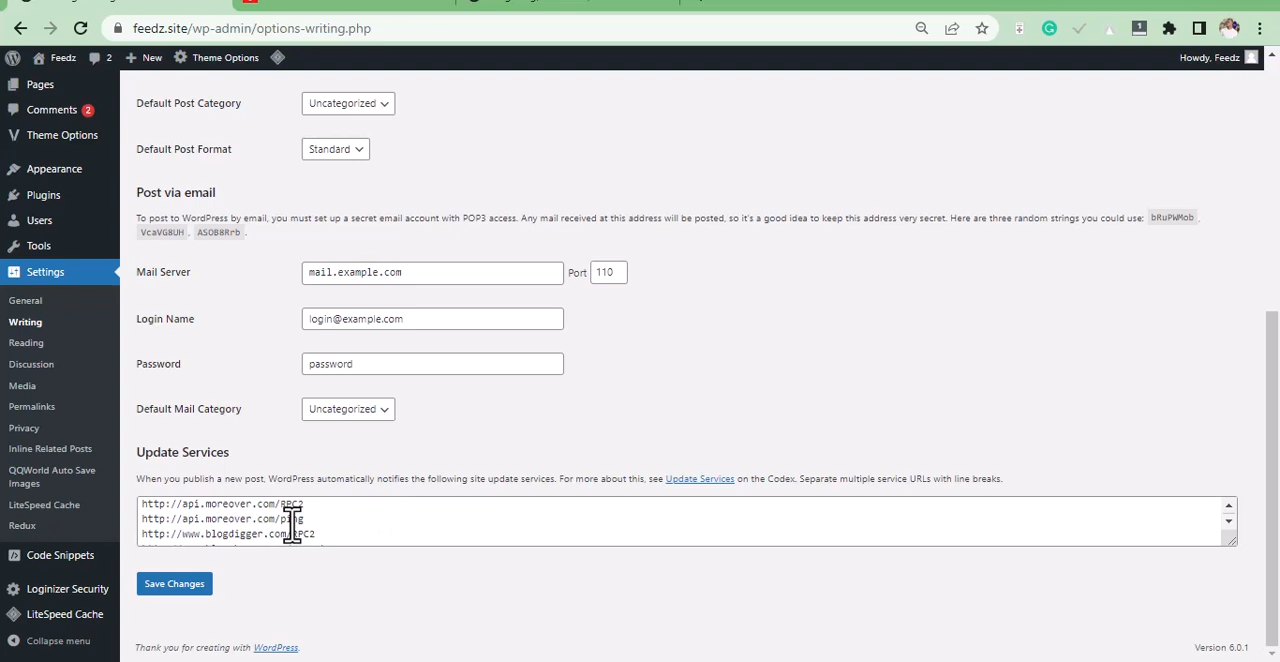 feedz.site/wp-admin/options-writing.php
Feedz
2
New
Theme Options
Howdy, Feedz
Pages
Comments 2
Theme Options
Appearance
Plugins
Users
Tools
Settings
General
Writing
Reading
Discussion
Media
Permalinks
Privacy
Inline Related Posts
QQWorld Auto Save
Images
LiteSpeed Cache
Redux
Code Snippets
Loginizer Security
LiteSpeed Cache
Collapse menu
Default Post Category Uncategorized
Default Post Format Standard
Post via email
To post to WordPress by email, you must set up a secret email account with POP3 access. Any mail received at this address will be posted, so it's a good idea to keep this address very secret. Here are three random strings you could use: bRuPWMob ,
VcaVG8UH , ASOB8Rrb .
Mail Server mail.example.com Port 110
Login Name login@example.com
Password password
Default Mail Category Uncategorized
Update Services
When you publish a new post, WordPress automatically notifies the following site update services. For more about this, see Update Services on the Codex. Separate multiple service URLs with line breaks.
http://api.moreover.com/RPC2
http://api.moreover.com/ping
http://www.blogdigger.com/RPC2
Save Changes
Thank you for creating with WordPress.
Version 6.0.1